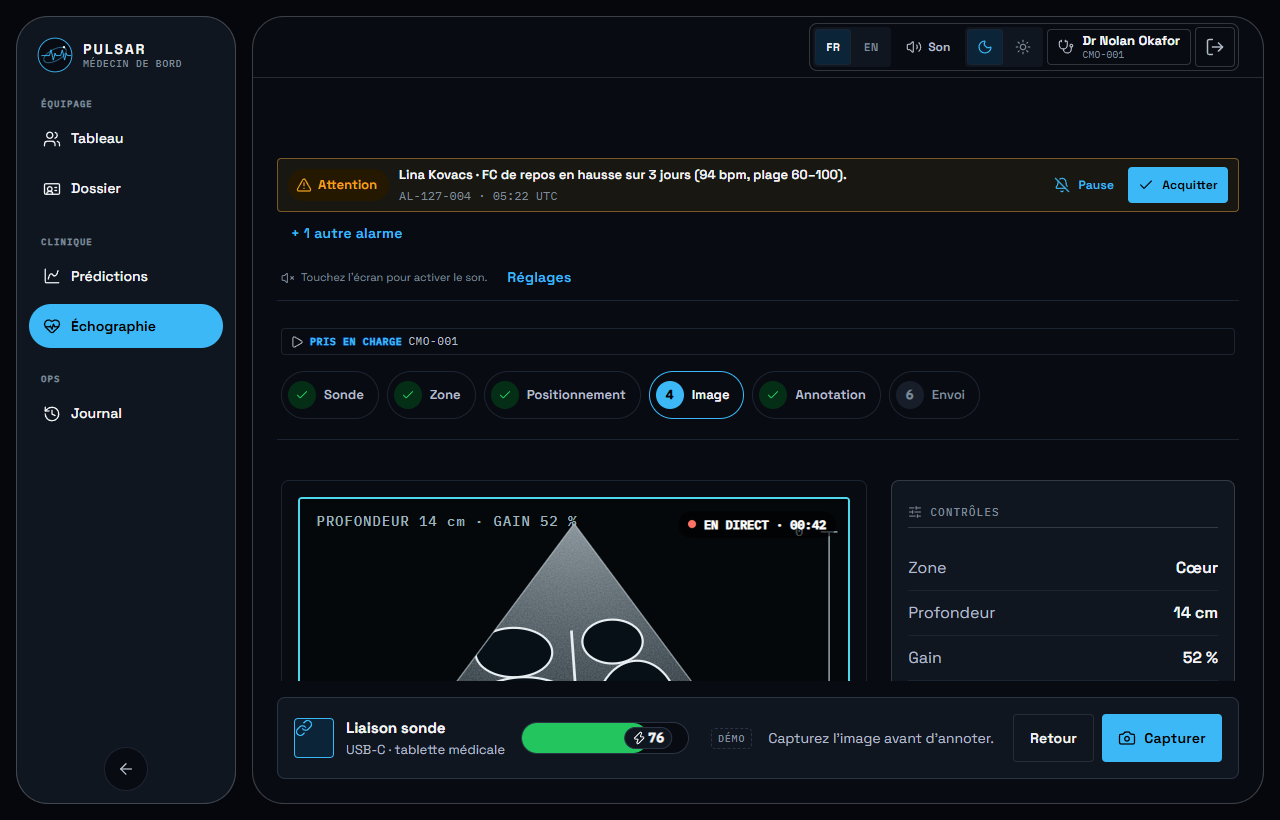 PULSAR
MÉDECIN DE BORD
ÉQUIPAGE
Tableau
Dossier
CLINIQUE
Prédictions
Échographie
OPS
Journal
FR EN Son Dr Nolan Okafor
CMO-001
Attention
Lina Kovacs · FC de repos en hausse sur 3 jours (94 bpm, plage 60–100).
AL-127-004 · 05:22 UTC
Pause
Acquitter
+ 1 autre alarme
Touchez l'écran pour activer le son. Réglages
PRIS EN CHARGE CMO-001
Sonde
Zone
Positionnement
4 Image
Annotation
6 Envoi
PROFONDEUR 14 cm · GAIN 52 %
EN DIRECT · 00:42
0
CONTRÔLES
Zone Cœur
Profondeur 14 cm
Gain 52 %
Liaison sonde
USB-C · tablette médicale
76
DÉMO
Capturez l'image avant d'annoter.
Retour
Capturer